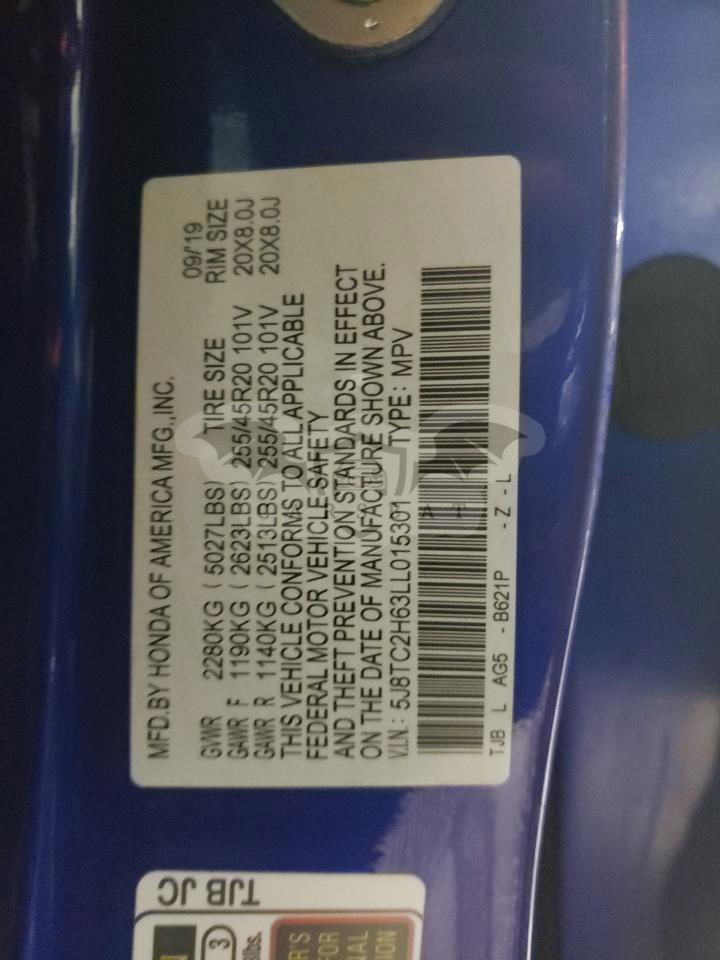 MFD.BY HONDA OF AMERICA MFG.,INC.
09/'19
GVWR 2280KG ( 5027LBS) TIRE SIZE RIM SIZE
GAWR F 1190KG ( 2623LBS) 255/45R20 101V 20X8.0J
GAWR R 1140KG ( 2513LBS) 255/45R20 101V 20X8.0J
THIS VEHICLE CONFORMS TO ALL APPLICABLE
FEDERAL MOTOR VEHICLE SAFETY
AND THEFT PREVENTION STANDARDS IN EFFECT
ON THE DATE OF MANUFACTURE SHOWN ABOVE.
V.I.N.: 5J8TC2H63LL015301 TYPE: MPV
TJB L AG5 -B621P -Z-L
TJB JC
3
lbs.